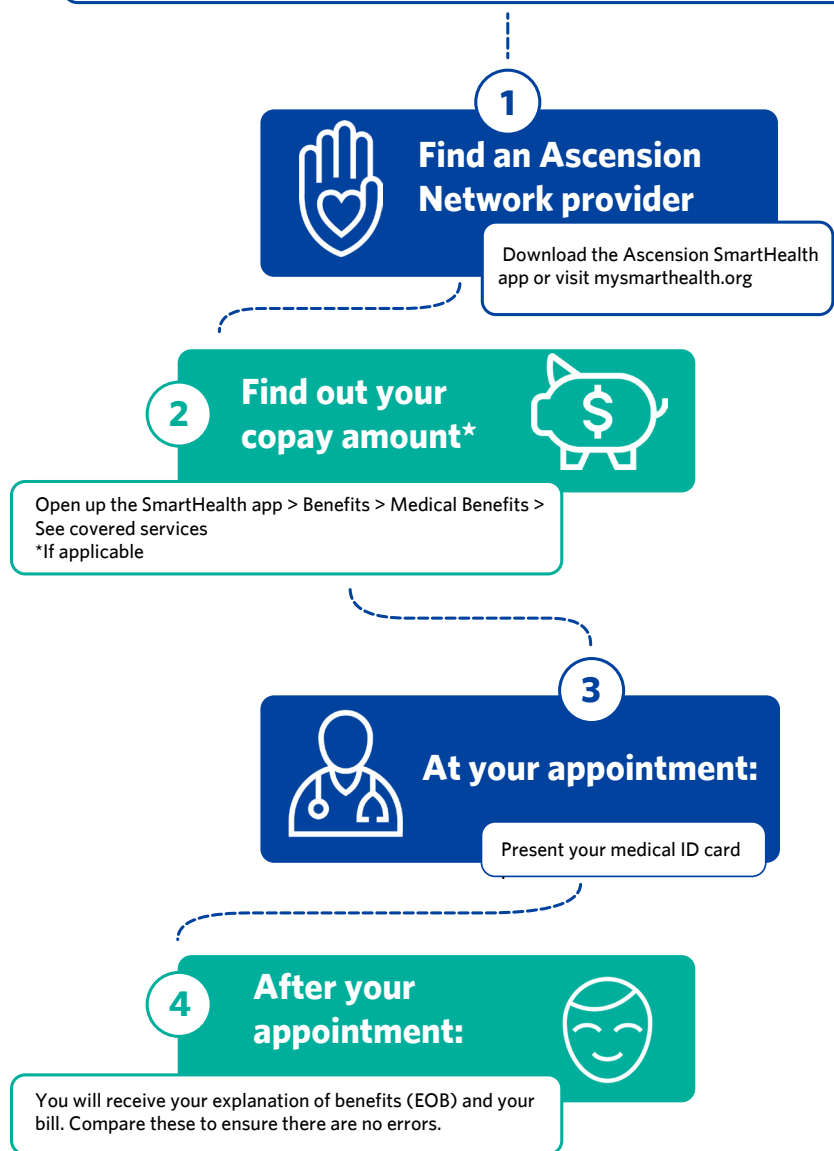 1
Find an Ascension
Network provider
Download the Ascension SmartHealth
app or visit mysmarthealth.org
2
Find out your
copay amount*
$
Open up the SmartHealth app > Benefits > Medical Benefits >
See covered services
*If applicable
3
At your appointment:
Present your medical ID card
4
After your
appointment:
You will receive your explanation of benefits (EOB) and your
bill. Compare these to ensure there are no errors.